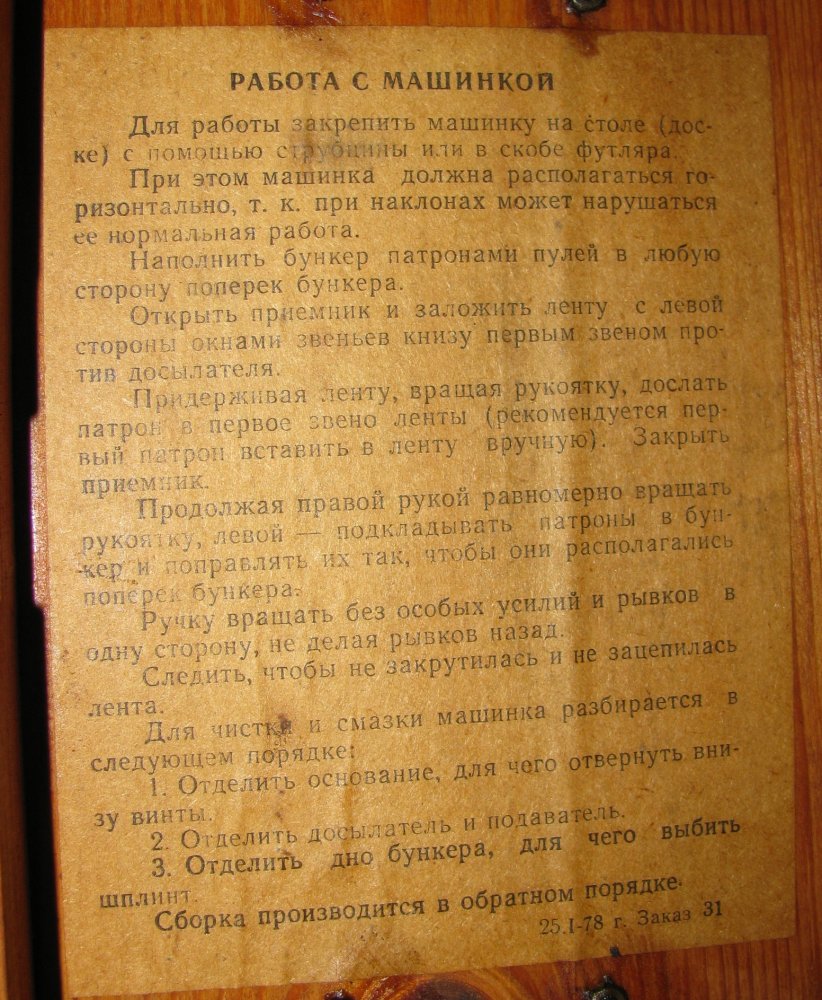 РАБОТА С МАШИНКОЙ
Для работы закрепить машинку на столе (дос-
ке) с помощью струбцины или в скобе футляра.
При этом машинка должна располагаться го-
ризонтально, т. к. при наклонах может нарушаться
ее нормальная работа.
Наполнить бункер патронами пулей в любую
сторону поперек бункера.
Открыть приемник и заложить ленту с левой
стороны окнами звеньев книзу первым звеном про-
тив досылателя.
Придерживая ленту, вращая рукоятку, дослать
патрон в первое звено ленты (рекомендуется пер-
вый патрон вставить в ленту вручную). Закрыть
приемник.
Продолжая правой рукой равномерно вращать
рукоятку, левой — подкладывать патроны в бун-
кер и поправлять их так, чтобы они располагались
поперек бункера.
Ручку вращать без особых усилий и рывков в
одну сторону, не делая рывков назад.
Следить, чтобы не закрутилась и не зацепилась
лента.
Для чистки и смазки машинка разбирается в
следующем порядке:
1. Отделить основание, для чего отвернуть вни-
зу винты.
2. Отделить досылатель и подаватель.
3. Отделить дно бункера, для чего выбить
шплинт.
Сборка производится в обратном порядке.
25.I-78 г. Заказ 31